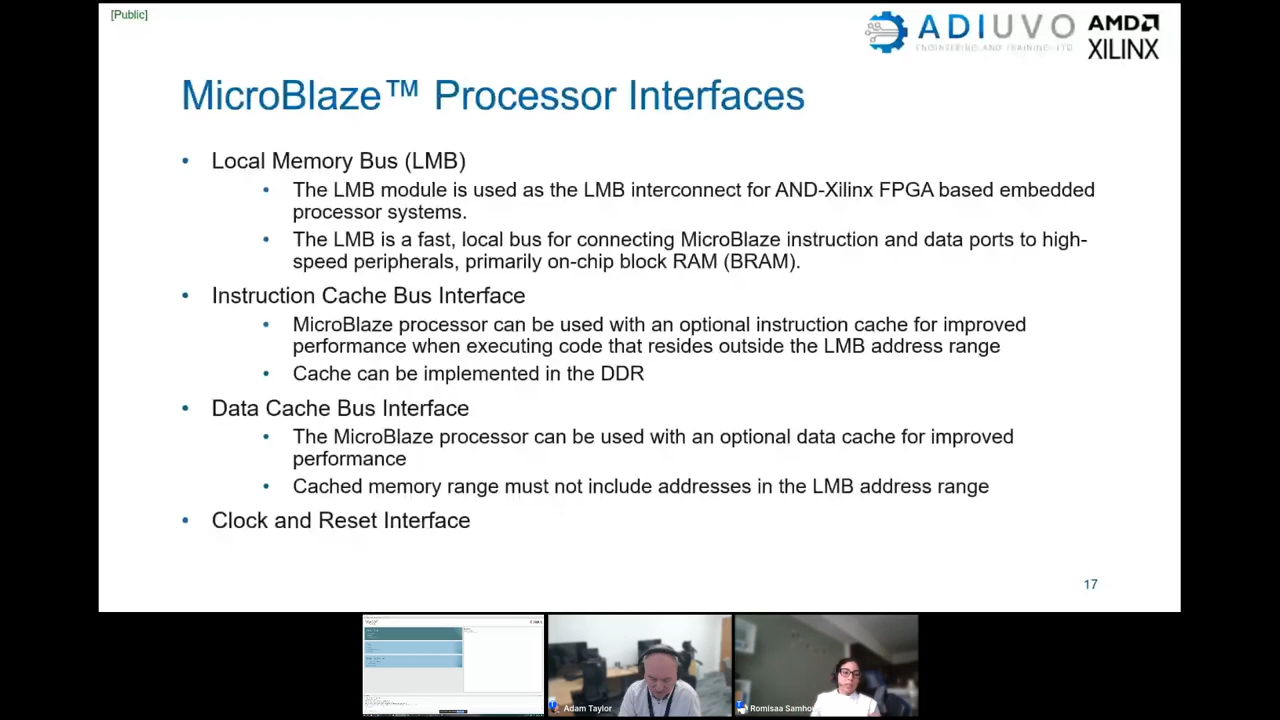 [Public]
ADIUVO
ENGINEERING AND TRAINING LTD
AMD
XILINX
MicroBlaze™ Processor Interfaces
• Local Memory Bus (LMB)
• The LMB module is used as the LMB interconnect for AND-Xilinx FPGA based embedded
processor systems.
• The LMB is a fast, local bus for connecting MicroBlaze instruction and data ports to high-
speed peripherals, primarily on-chip block RAM (BRAM).
• Instruction Cache Bus Interface
• MicroBlaze processor can be used with an optional instruction cache for improved
performance when executing code that resides outside the LMB address range
• Cache can be implemented in the DDR
• Data Cache Bus Interface
• The MicroBlaze processor can be used with an optional data cache for improved
performance
• Cached memory range must not include addresses in the LMB address range
• Clock and Reset Interface
17
Adam Taylor
Romisaa Samhou